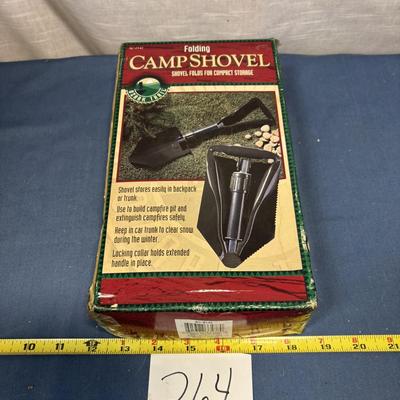 Folding
CAMP SHOVEL
SHOVEL FOLDS FOR COMPACT STORAGE
OZARK TRAIL
Shovel stores easily in backpack
or trunk.
Use to build campfire pit and
extinguish campfires safely.
Keep in car trunk to clear snow
during the winter.
Locking collar holds extended
handle in place.
10 11 12 13 14 15 16 17 18 19 20 21
264